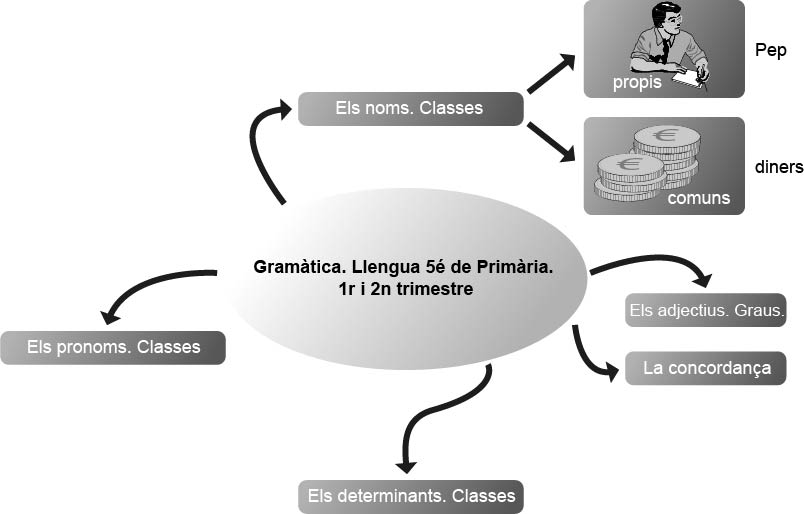 Pep
propis
Els noms. Classes
diners
comuns
Gramàtica. Llengua 5é de Primària.
1r i 2n trimestre
Els adjectius. Graus.
Els pronoms. Classes
La concordança
Els determinants. Classes